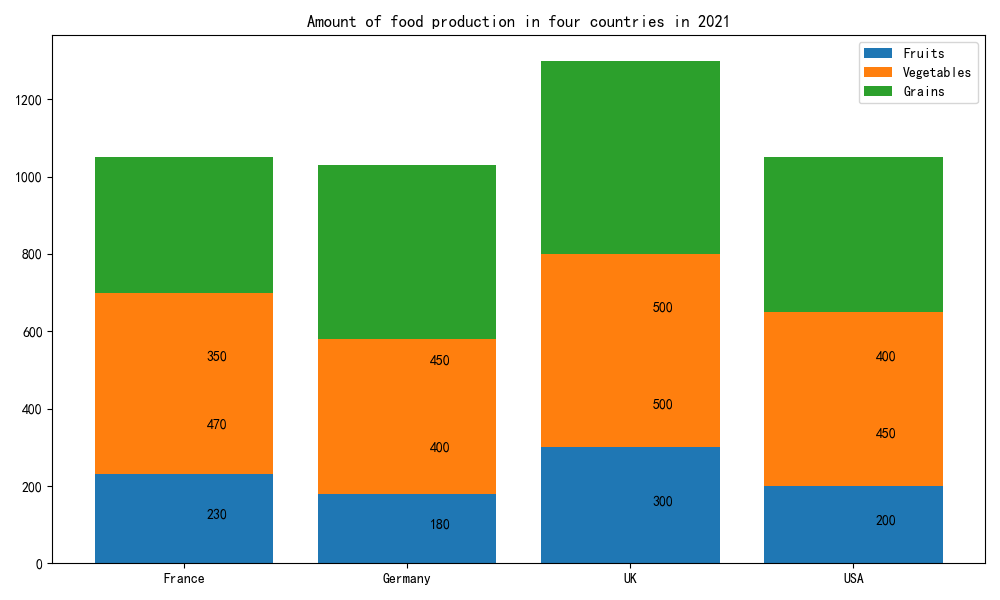 Amount of food production in four countries in 2021
Fruits
Vegetables
Grains
1200
1000
800
600
400
200
0
500
350
450
400
500
470
400
450
300
230
180
200
France
Germany
UK
USA